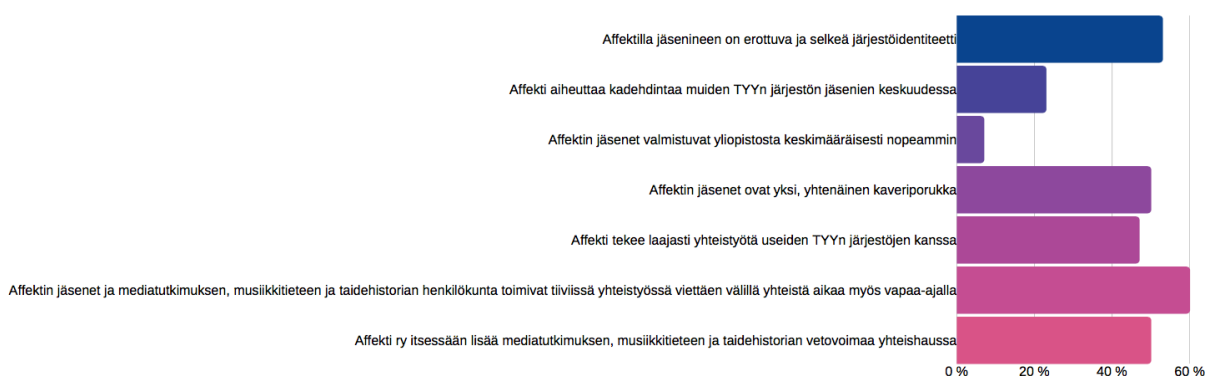 Affektilla jäsenineen on erottuva ja selkeä järjestöidentiteetti
Affekti aiheuttaa kadehdintaa muiden TYYn järjestön jäsenien keskuudessa
Affektin jäsenet valmistuvat yliopistosta keskimääräisesti nopeammin
Affektin jäsenet ovat yksi, yhtenäinen kaveriporukka
Affekti tekee laajasti yhteistyötä useiden TYYn järjestöjen kanssa
Affektin jäsenet ja mediatutkimuksen, musiikkitieteen ja taidehistorian henkilökunta toimivat tiiviissä yhteistyössä viettäen välillä yhteistä aikaa myös vapaa-ajalla
Affekti ry itsessään lisää mediatutkimuksen, musiikkitieteen ja taidehistorian vetovoimaa yhteishaussa
0 % 20 % 40 % 60 %